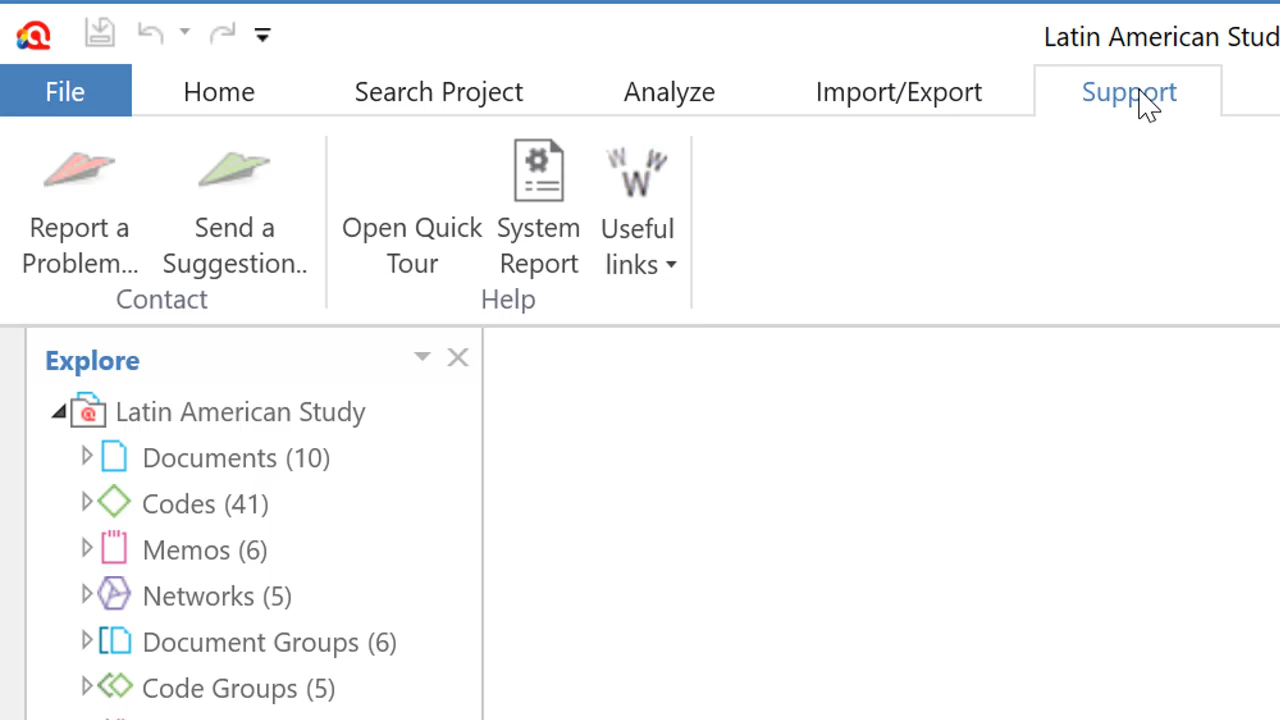 Latin American Stud
File Home Search Project Analyze Import/Export Support
Report a Problem...
Send a Suggestion..
Open Quick Tour
System Report
Useful links
Contact
Help
Explore
Latin American Study
Documents (10)
Codes (41)
Memos (6)
Networks (5)
Document Groups (6)
Code Groups (5)